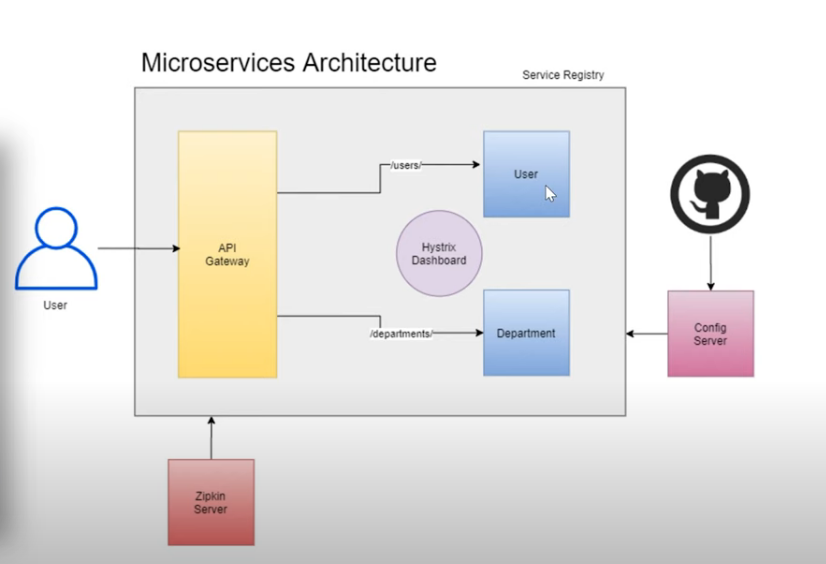 Microservices Architecture
Service Registry
/users/
User
API
Gateway
Hystrix
Dashboard
User
/departments/
Department
Config
Server
Zipkin
Server